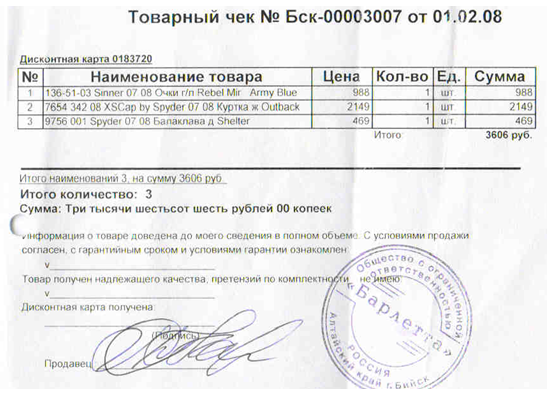 Товарный чек № Бск-00003007 от 01.02.08
Дисконтная карта 0183720
№ Наименование товара Цена Кол-во Ед. Сумма
1 136-51-03 Sinner 07 08 Очки г/л Rebel Mir Army Blue 988 1 шт. 988
2 7654 342 08 XSCap by Spyder 07 08 Куртка ж Outback 2149 1 шт. 2149
3 9756 001 Spyder 07 08 Балаклава д Shelter 469 1 шт. 469
Итого 3606 руб.
Итого наименований 3, на сумму 3606 руб.
Итого количество: 3
Сумма: Три тысячи шестьсот шесть рублей 00 копеек
Информация о товаре доведена до моего сведения в полном объеме. С условиями продажи
согласен, с гарантийным сроком и условиями гарантии ознакомлен:
v
Товар получен надлежащего качества, претензий по комплектности не имею
v
Дисконтная карта получена:
(Подпись)
Продавец
Общество с ограниченной
ответственностью
«Барлетта»
РОССИЯ
Алтайский край г.Бийск